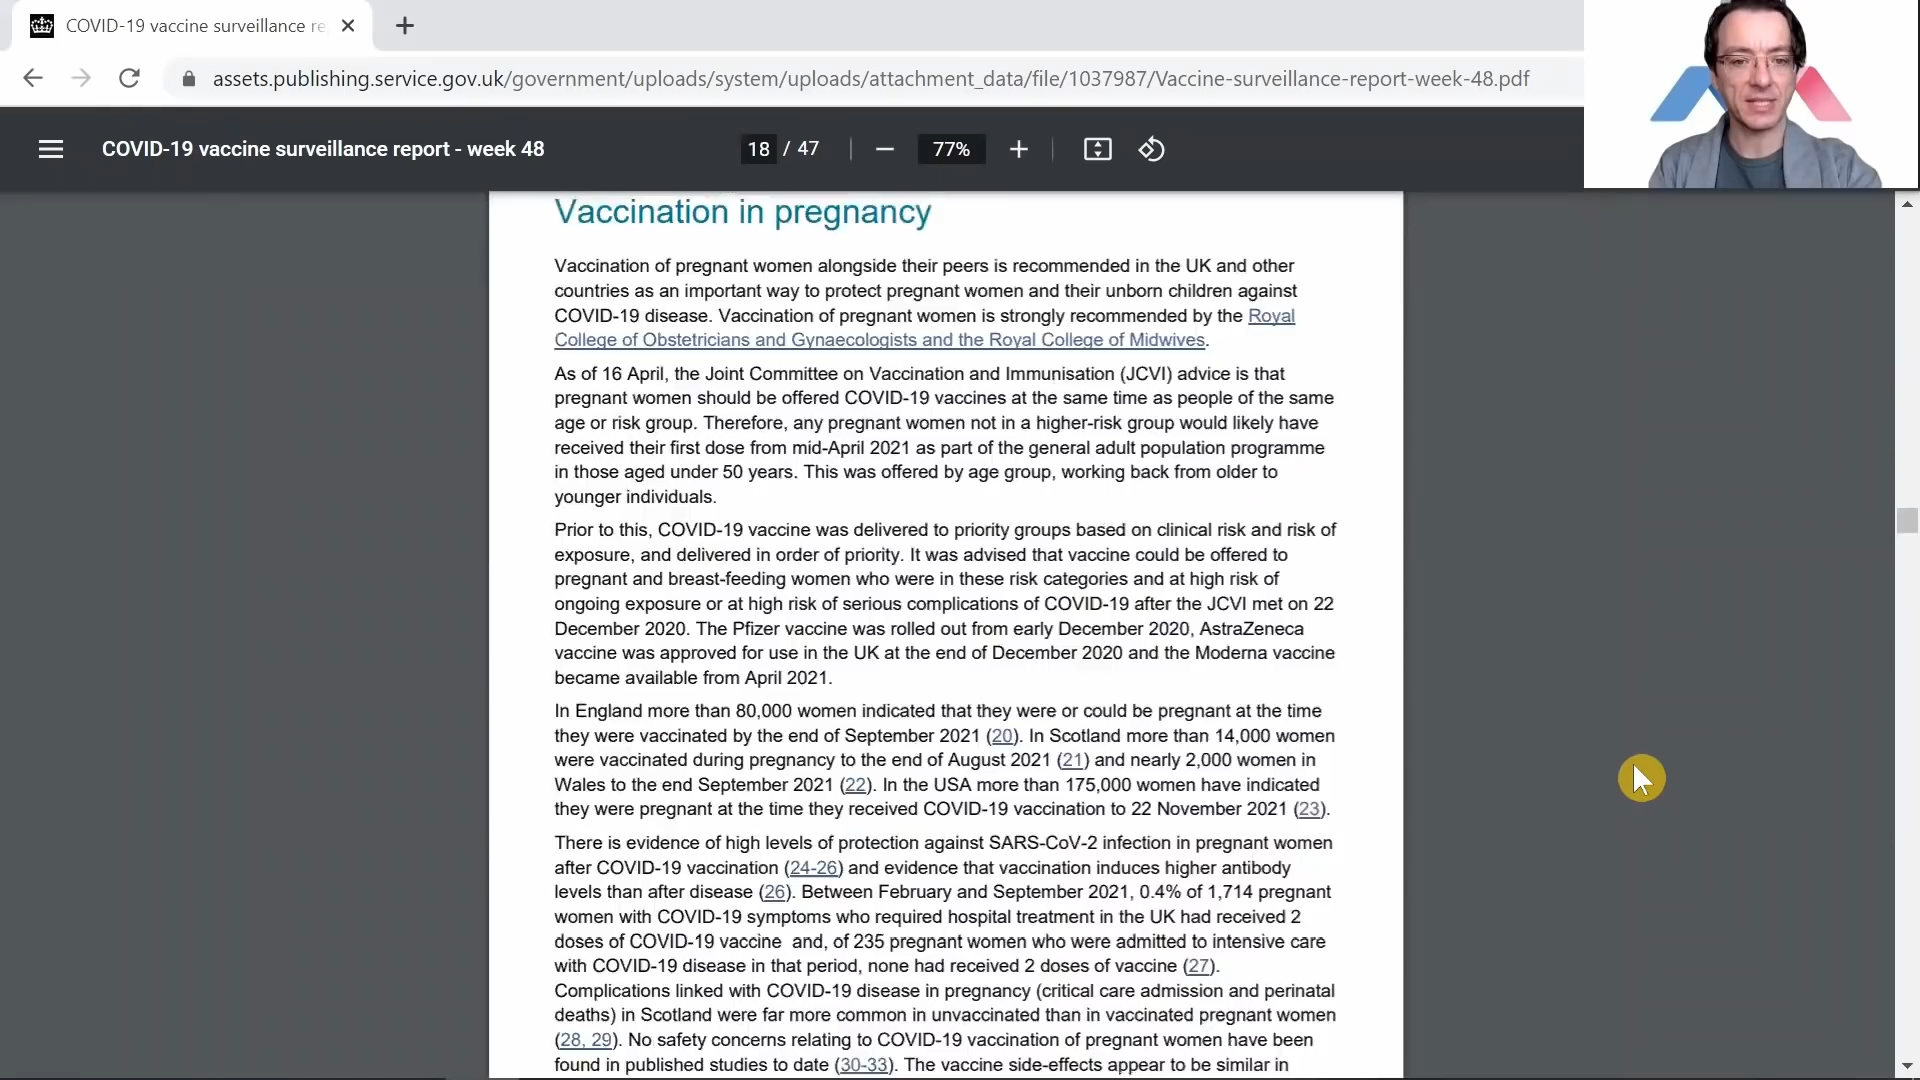 COVID-19 vaccine surveillance re
assets.publishing.service.gov.uk/government/uploads/system/uploads/attachment_data/file/1037987/Vaccine-surveillance-report-week-48.pdf
COVID-19 vaccine surveillance report - week 48
18 / 47
77%
Vaccination in pregnancy
Vaccination of pregnant women alongside their peers is recommended in the UK and other
countries as an important way to protect pregnant women and their unborn children against
COVID-19 disease. Vaccination of pregnant women is strongly recommended by the Royal
College of Obstetricians and Gynaecologists and the Royal College of Midwives.
As of 16 April, the Joint Committee on Vaccination and Immunisation (JCVI) advice is that
pregnant women should be offered COVID-19 vaccines at the same time as people of the same
age or risk group. Therefore, any pregnant women not in a higher-risk group would likely have
received their first dose from mid-April 2021 as part of the general adult population programme
in those aged under 50 years. This was offered by age group, working back from older to
younger individuals.
Prior to this, COVID-19 vaccine was delivered to priority groups based on clinical risk and risk of
exposure, and delivered in order of priority. It was advised that vaccine could be offered to
pregnant and breast-feeding women who were in these risk categories and at high risk of
ongoing exposure or at high risk of serious complications of COVID-19 after the JCVI met on 22
December 2020. The Pfizer vaccine was rolled out from early December 2020, AstraZeneca
vaccine was approved for use in the UK at the end of December 2020 and the Moderna vaccine
became available from April 2021.
In England more than 80,000 women indicated that they were or could be pregnant at the time
they were vaccinated by the end of September 2021 (20). In Scotland more than 14,000 women
were vaccinated during pregnancy to the end of August 2021 (21) and nearly 2,000 women in
Wales to the end September 2021 (22). In the USA more than 175,000 women have indicated
they were pregnant at the time they received COVID-19 vaccination to 22 November 2021 (23).
There is evidence of high levels of protection against SARS-CoV-2 infection in pregnant women
after COVID-19 vaccination (24-26) and evidence that vaccination induces higher antibody
levels than after disease (26). Between February and September 2021, 0.4% of 1,714 pregnant
women with COVID-19 symptoms who required hospital treatment in the UK had received 2
doses of COVID-19 vaccine and, of 235 pregnant women who were admitted to intensive care
with COVID-19 disease in that period, none had received 2 doses of vaccine (27).
Complications linked with COVID-19 disease in pregnancy (critical care admission and perinatal
deaths) in Scotland were far more common in unvaccinated than in vaccinated pregnant women
(28, 29). No safety concerns relating to COVID-19 vaccination of pregnant women have been
found in published studies to date (30-33). The vaccine side-effects appear to be similar in